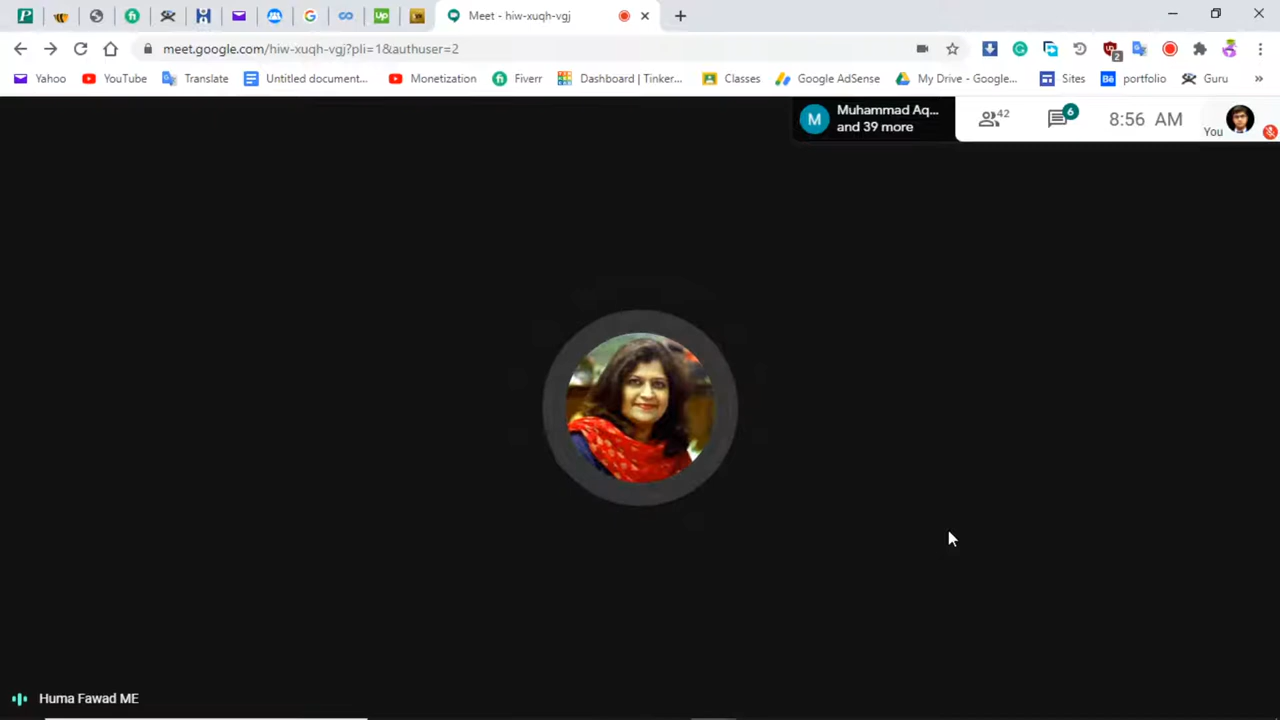 Meet - hiw-xuqh-vgj
meet.google.com/hiw-xuqh-vgj?pli=1&authuser=2
2
Yahoo YouTube Translate Untitled document... Monetization Fiverr Dashboard | Tinker... Classes Google AdSense My Drive - Google... Sites portfolio Guru »
M Muhammad Aq...
and 39 more
42 6 8:56 AM You
Huma Fawad ME